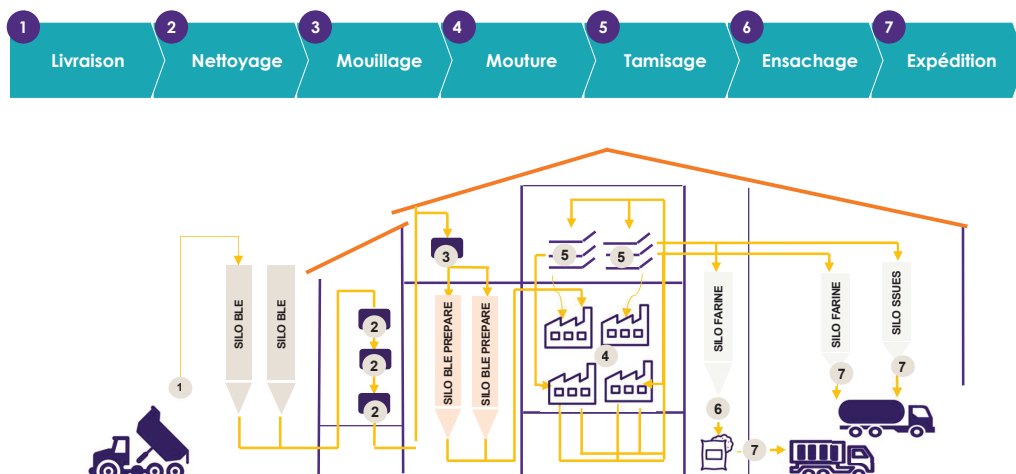 1 2 3 4 5 6 7
Livraison Nettoyage Mouillage Mouture Tamisage Ensachage Expédition
3
5 5
SILO BLE
SILO BLE
SILO BLE PREPARE
SILO BLE PREPARE
SILO FARINE
SILO FARINE
SILO SSUES
2
2
2
4
1
7
7
6
7